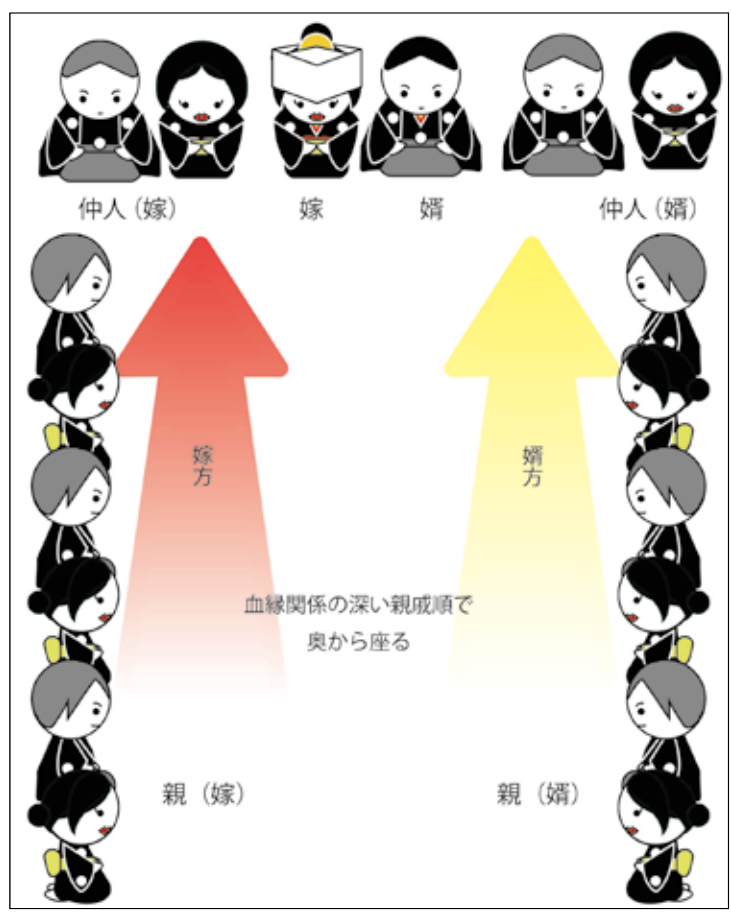 仲人（嫁）
嫁
婿
仲人（婿）
嫁方
婿方
血縁関係の深い親戚順で
奥から座る
親（嫁）
親（婿）